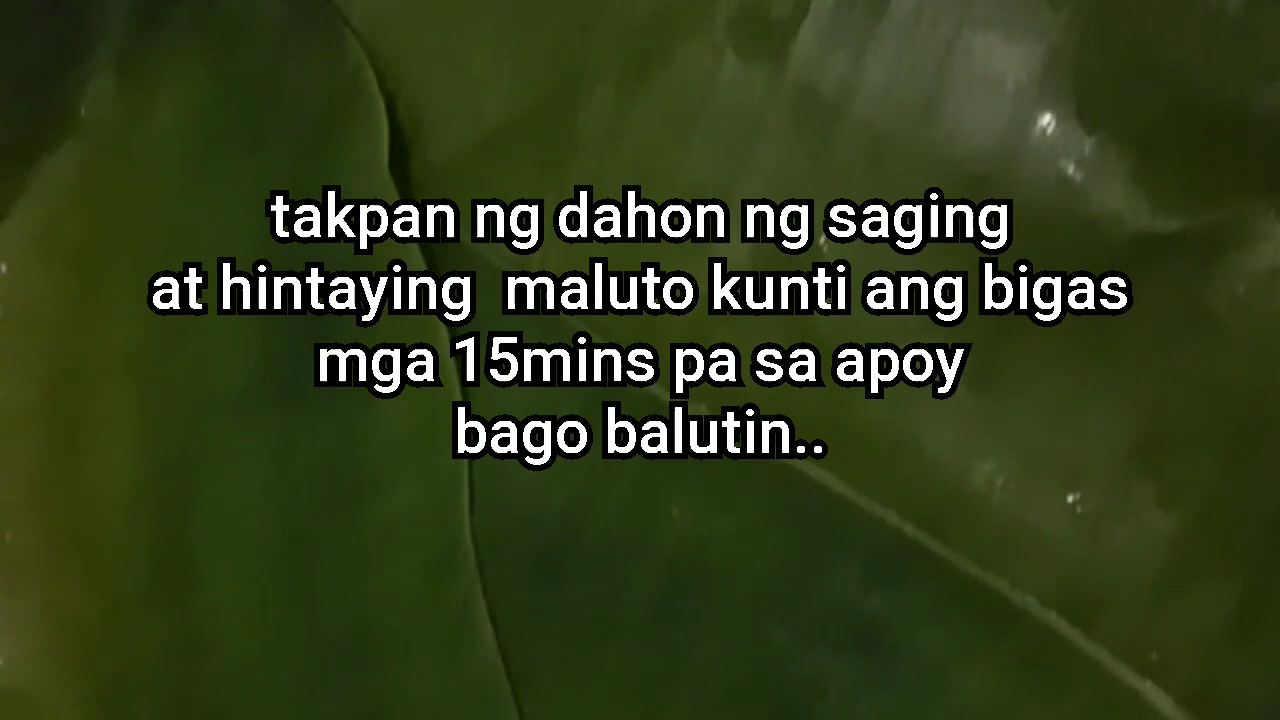 takpan ng dahon ng saging
at hintaying  maluto kunti ang bigas
mga 15mins pa sa apoy
bago balutin..